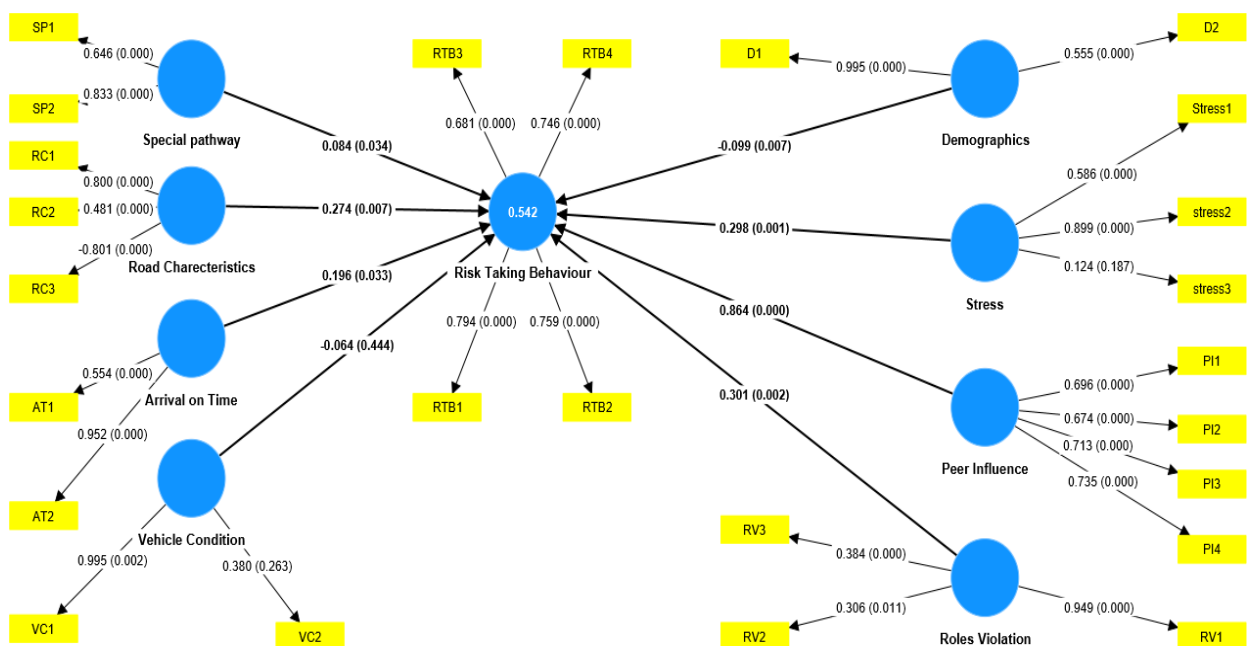 SP1
0.646 (0.000)
SP2
0.833 (0.000)
Special pathway
0.084 (0.034)
RC1
0.800 (0.000)
RC2
0.481 (0.000)
-0.801 (0.000)
RC3
Road Charecteristics
0.274 (0.007)
AT1
0.554 (0.000)
Arrival on Time
0.196 (0.033)
AT2
0.952 (0.000)
Vehicle Condition
-0.064 (0.444)
VC1
0.995 (0.002)
VC2
0.380 (0.263)
RTB3
0.681 (0.000)
RTB4
0.746 (0.000)
0.542
Risk Taking Behaviour
0.794 (0.000)
0.759 (0.000)
RTB1
RTB2
D1
0.995 (0.000)
D2
0.555 (0.000)
Demographics
-0.099 (0.007)
Stress1
0.586 (0.000)
stress2
0.899 (0.000)
stress3
0.124 (0.187)
Stress
0.298 (0.001)
PI1
0.696 (0.000)
PI2
0.674 (0.000)
PI3
0.713 (0.000)
PI4
0.735 (0.000)
Peer Influence
0.864 (0.000)
RV3
0.384 (0.000)
RV2
0.306 (0.011)
RV1
0.949 (0.000)
Roles Violation
0.301 (0.002)